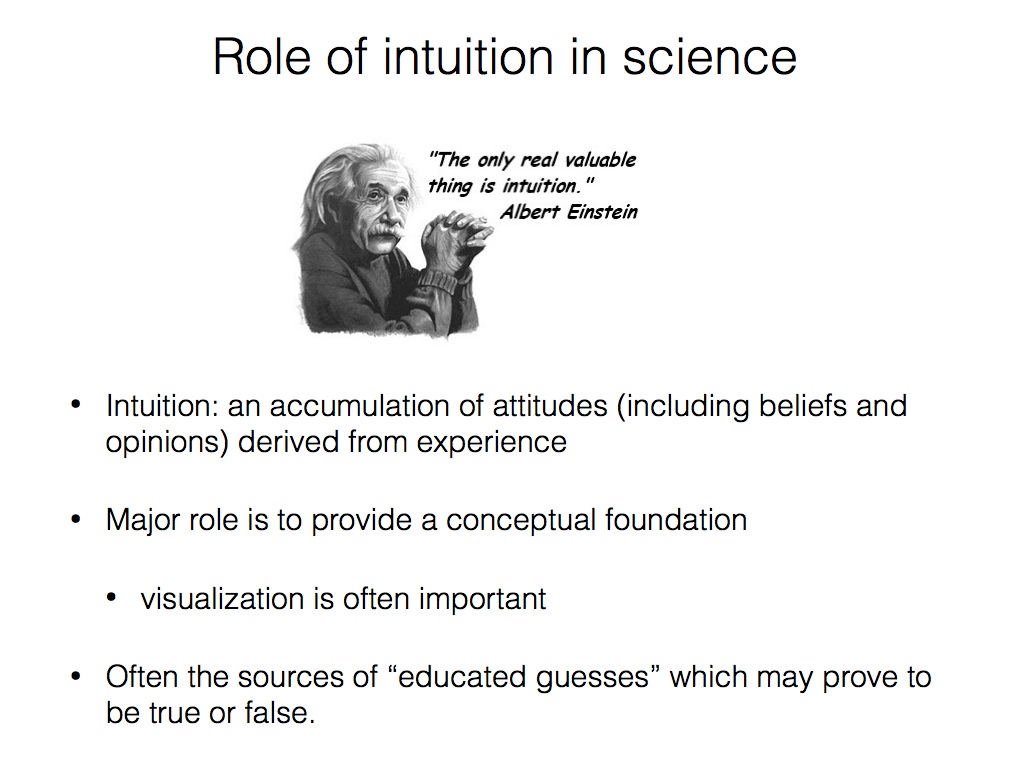 Role of intuition in science
"The only real valuable
thing is intuition."
Albert Einstein
• Intuition: an accumulation of attitudes (including beliefs and
opinions) derived from experience
• Major role is to provide a conceptual foundation
• visualization is often important
• Often the sources of “educated guesses” which may prove to
be true or false.